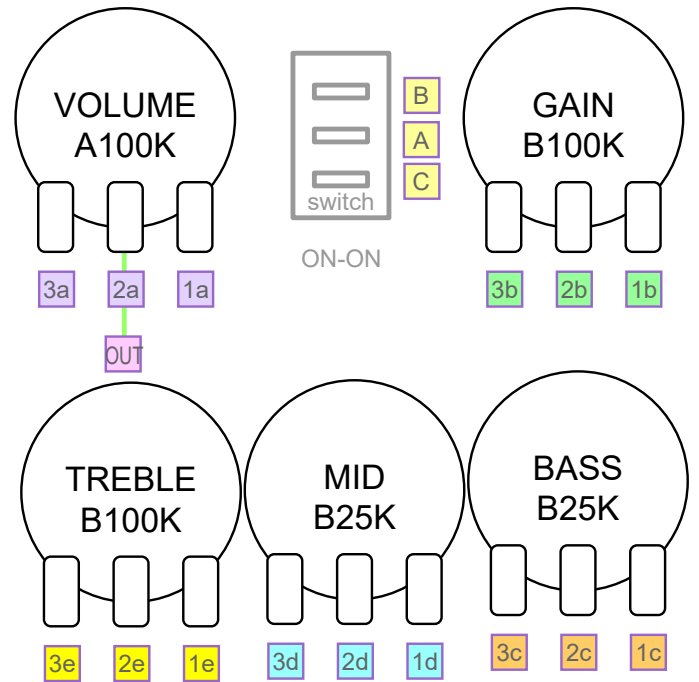 VOLUME
A100K
3a 2a 1a
OUT
B
A
C
switch
ON-ON
GAIN
B100K
3b 2b 1b
TREBLE
B100K
3e 2e 1e
MID
B25K
3d 2d 1d
BASS
B25K
3c 2c 1c